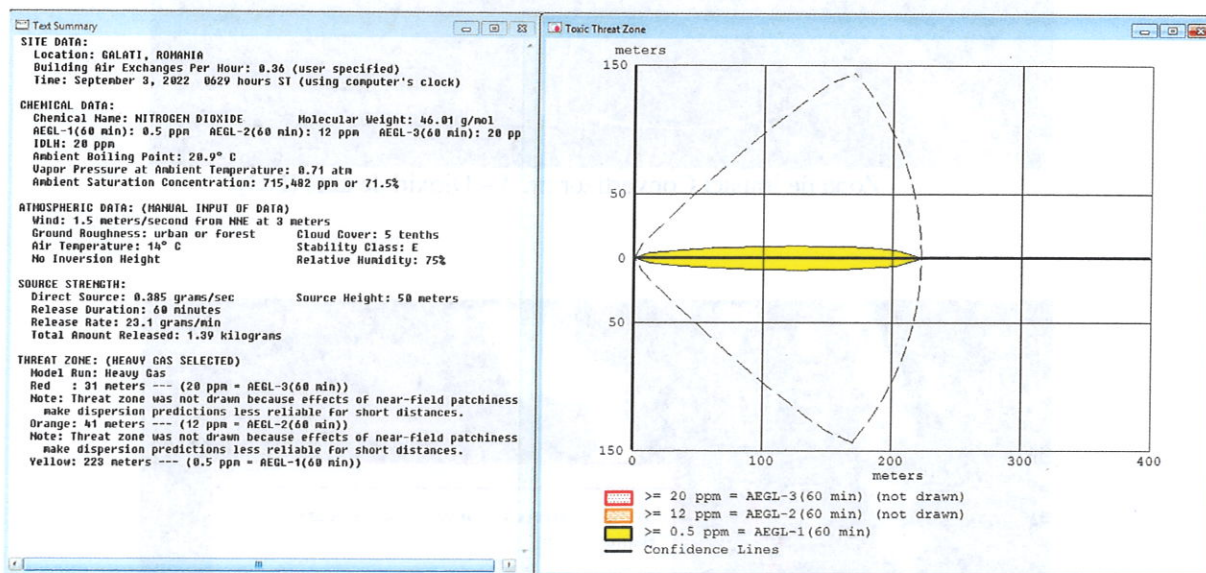 Text Summary
SITE DATA:
Location: GALATI, ROMANIA
Building Air Exchanges Per Hour: 0.36 (user specified)
Time: September 3, 2022 0629 hours ST (using computer's clock)
CHEMICAL DATA:
Chemical Name: NITROGEN DIOXIDE Molecular Weight: 46.01 g/mol
AEGL-1(60 min): 0.5 ppm AEGL-2(60 min): 12 ppm AEGL-3(60 min): 20 pp
IDLH: 20 ppm
Ambient Boiling Point: 20.9° C
Vapor Pressure at Ambient Temperature: 0.71 atm
Ambient Saturation Concentration: 715,482 ppm or 71.5%
ATMOSPHERIC DATA: (MANUAL INPUT OF DATA)
Wind: 1.5 meters/second from NNE at 3 meters
Ground Roughness: urban or forest Cloud Cover: 5 tenths
Air Temperature: 14° C Stability Class: E
No Inversion Height Relative Humidity: 75%
SOURCE STRENGTH:
Direct Source: 0.385 grams/sec Source Height: 50 meters
Release Duration: 60 minutes
Release Rate: 23.1 grams/min
Total Amount Released: 1.39 kilograms
THREAT ZONE: (HEAVY GAS SELECTED)
Model Run: Heavy Gas
Red : 31 meters --- (20 ppm = AEGL-3(60 min))
Note: Threat zone was not drawn because effects of near-field patchiness
make dispersion predictions less reliable for short distances.
Orange: 41 meters --- (12 ppm = AEGL-2(60 min))
Note: Threat zone was not drawn because effects of near-field patchiness
make dispersion predictions less reliable for short distances.
Yellow: 223 meters --- (0.5 ppm = AEGL-1(60 min))
Toxic Threat Zone
meters
150
50
0
50
150
0 100 200 300 400
meters
>= 20 ppm = AEGL-3(60 min) (not drawn)
>= 12 ppm = AEGL-2(60 min) (not drawn)
>= 0.5 ppm = AEGL-1(60 min)
Confidence Lines